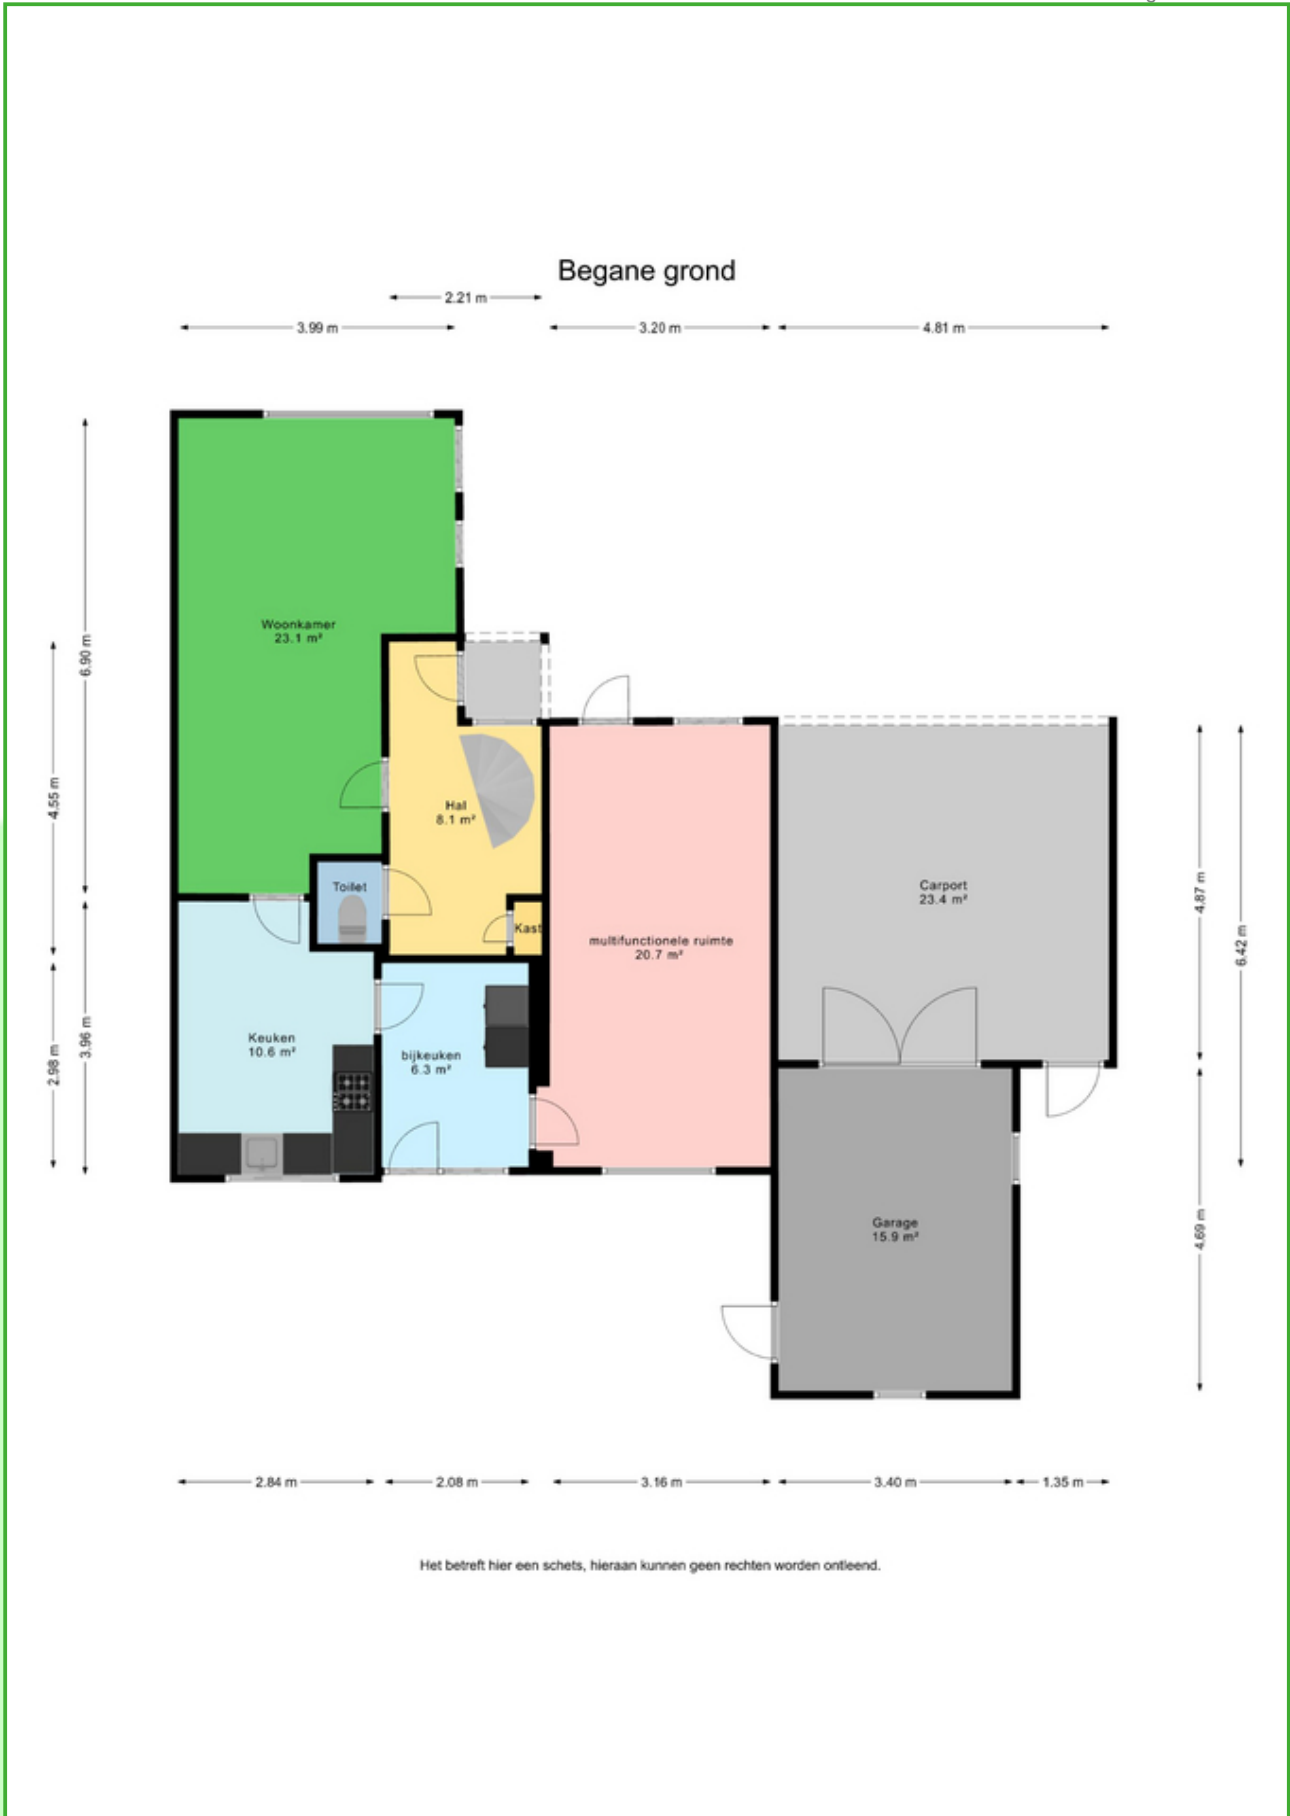 Begane grond
2.21 m
3.99 m
3.20 m
4.81 m
Woonkamer
23.1 m²
6.90 m
4.55 m
Hal
8.1 m²
Toilet
Kast
multifunctionele ruimte
20.7 m²
Carport
23.4 m²
4.87 m
6.42 m
Keuken
10.6 m²
bijkeuken
6.3 m²
3.96 m
2.98 m
Garage
15.9 m²
4.69 m
2.84 m
2.08 m
3.16 m
3.40 m
1.35 m
Het betreft hier een schets, hieraan kunnen geen rechten worden ontleend.